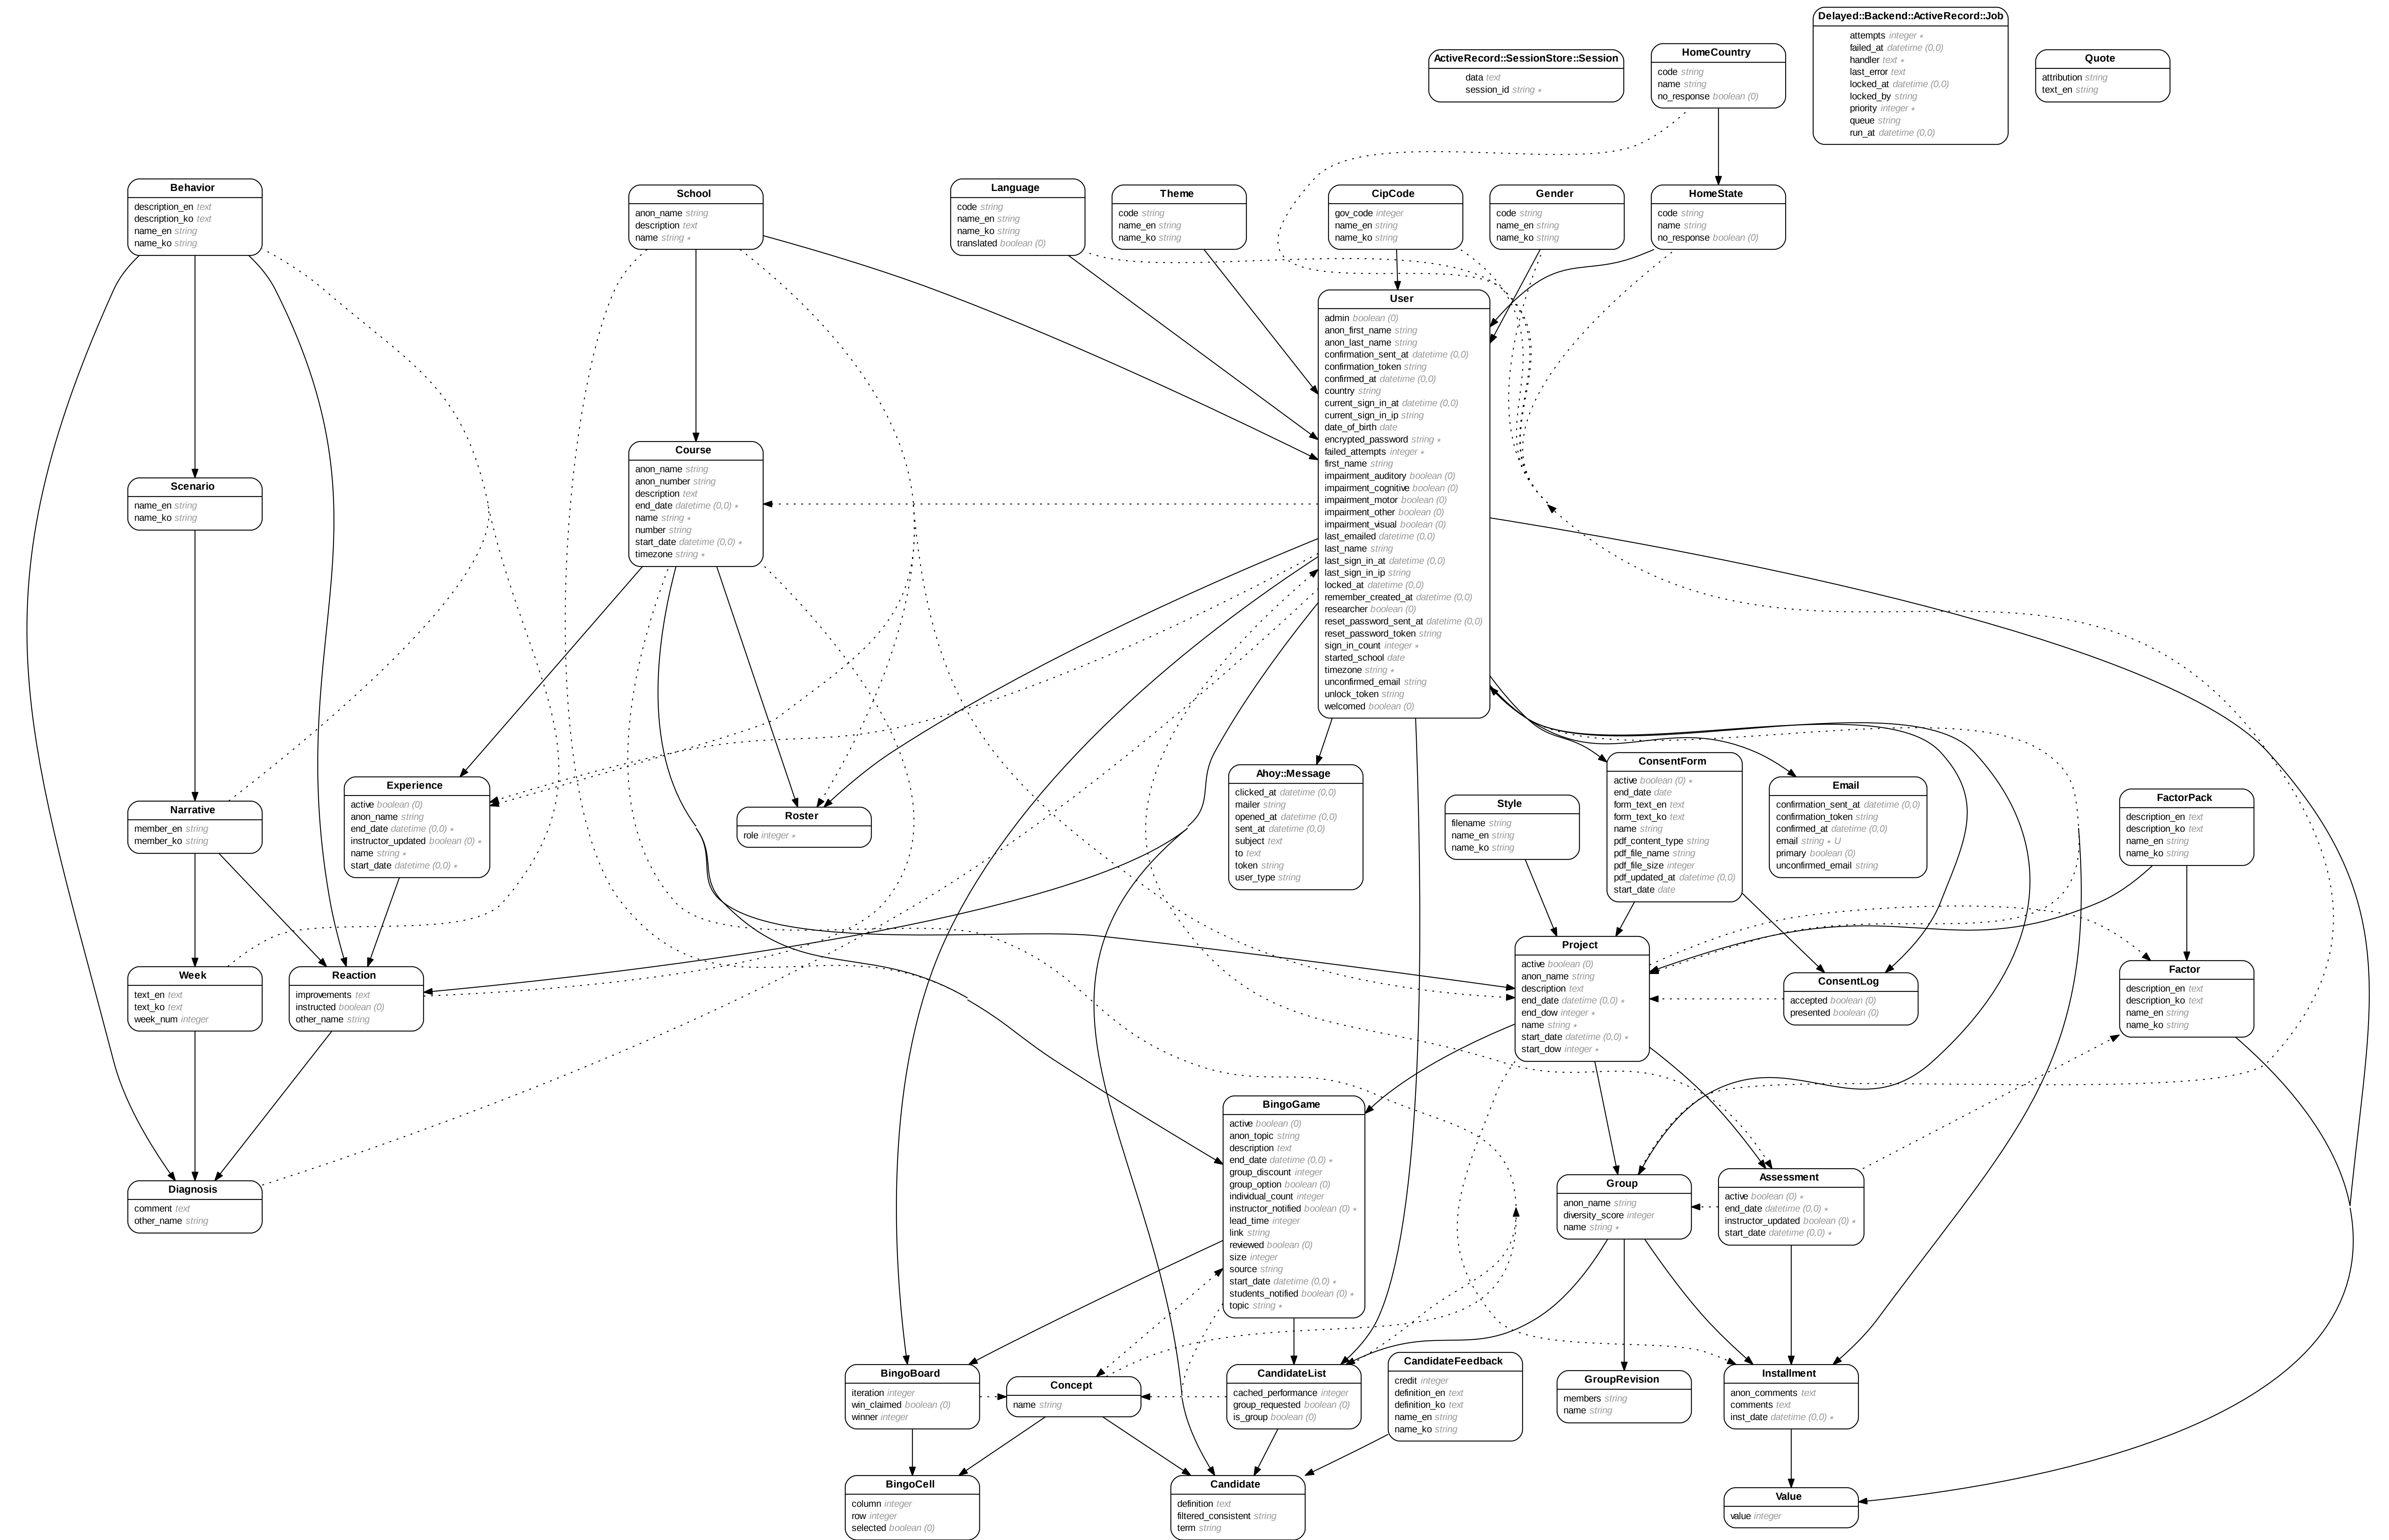 Delayed::Backend::ActiveRecord::Job
attempts integer *
failed_at datetime (0,0)
handler text *
last_error text
locked_at datetime (0,0)
locked_by string
priority integer *
queue string
run_at datetime (0,0)
ActiveRecord::SessionStore::Session
data text
session_id string *
HomeCountry
code string
name string
no_response boolean (0)
Quote
attribution string
text_en string
Behavior
description_en text
description_ko text
name_en string
name_ko string
School
anon_name string
description text
name string *
Language
code string
name_en string
name_ko string
translated boolean (0)
Theme
code string
name_en string
name_ko string
CipCode
gov_code integer
name_en string
name_ko string
Gender
code string
name_en string
name_ko string
HomeState
code string
name string
no_response boolean (0)
User
admin boolean (0)
anon_first_name string
anon_last_name string
confirmation_sent_at datetime (0,0)
confirmation_token string
confirmed_at datetime (0,0)
country string
current_sign_in_at datetime (0,0)
current_sign_in_ip string
date_of_birth date
encrypted_password string *
failed_attempts integer *
first_name string
impairment_auditory boolean (0)
impairment_cognitive boolean (0)
impairment_motor boolean (0)
impairment_other boolean (0)
impairment_visual boolean (0)
last_emailed datetime (0,0)
last_name string
last_sign_in_at datetime (0,0)
last_sign_in_ip string
locked_at datetime (0,0)
remember_created_at datetime (0,0)
researcher boolean (0)
reset_password_sent_at datetime (0,0)
reset_password_token string
sign_in_count integer *
started_school date
timezone string *
unconfirmed_email string
unlock_token string
welcomed boolean (0)
Course
anon_name string
anon_number string
description text
end_date datetime (0,0) *
name string *
number string
start_date datetime (0,0) *
timezone string *
Scenario
name_en string
name_ko string
Narrative
member_en string
member_ko string
Experience
active boolean (0)
anon_name string
end_date datetime (0,0) *
instructor_updated boolean (0) *
name string *
start_date datetime (0,0) *
Roster
role integer *
Ahoy::Message
clicked_at datetime (0,0)
mailer string
opened_at datetime (0,0)
sent_at datetime (0,0)
subject text
to text
token string
user_type string
Style
filename string
name_en string
name_ko string
ConsentForm
active boolean (0) *
end_date date
form_text_en text
form_text_ko text
name string
pdf_content_type string
pdf_file_name string
pdf_file_size integer
pdf_updated_at datetime (0,0)
start_date date
Email
confirmation_sent_at datetime (0,0)
confirmation_token string
confirmed_at datetime (0,0)
email string * U
primary boolean (0)
unconfirmed_email string
FactorPack
description_en text
description_ko text
name_en string
name_ko string
Week
text_en text
text_ko text
week_num integer
Reaction
improvements text
instructed boolean (0)
other_name string
Project
active boolean (0)
anon_name string
description text
end_date datetime (0,0) *
end_dow integer *
name string *
start_date datetime (0,0) *
start_dow integer *
ConsentLog
accepted boolean (0)
presented boolean (0)
Factor
description_en text
description_ko text
name_en string
name_ko string
Diagnosis
comment text
other_name string
BingoGame
active boolean (0)
anon_topic string
description text
end_date datetime (0,0) *
group_discount integer
group_option boolean (0)
individual_count integer
instructor_notified boolean (0) *
lead_time integer
link string
reviewed boolean (0)
size integer
source string
start_date datetime (0,0) *
students_notified boolean (0) *
topic string *
Group
anon_name string
diversity_score integer
name string *
Assessment
active boolean (0) *
end_date datetime (0,0) *
instructor_updated boolean (0) *
start_date datetime (0,0) *
BingoBoard
iteration integer
win_claimed boolean (0)
winner integer
Concept
name string
CandidateList
cached_performance integer
group_requested boolean (0)
is_group boolean (0)
CandidateFeedback
credit integer
definition_en text
definition_ko text
name_en string
name_ko string
GroupRevision
members string
name string
Installment
anon_comments text
comments text
inst_date datetime (0,0) *
BingoCell
column integer
row integer
selected boolean (0)
Candidate
definition text
filtered_consistent string
term string
Value
value integer